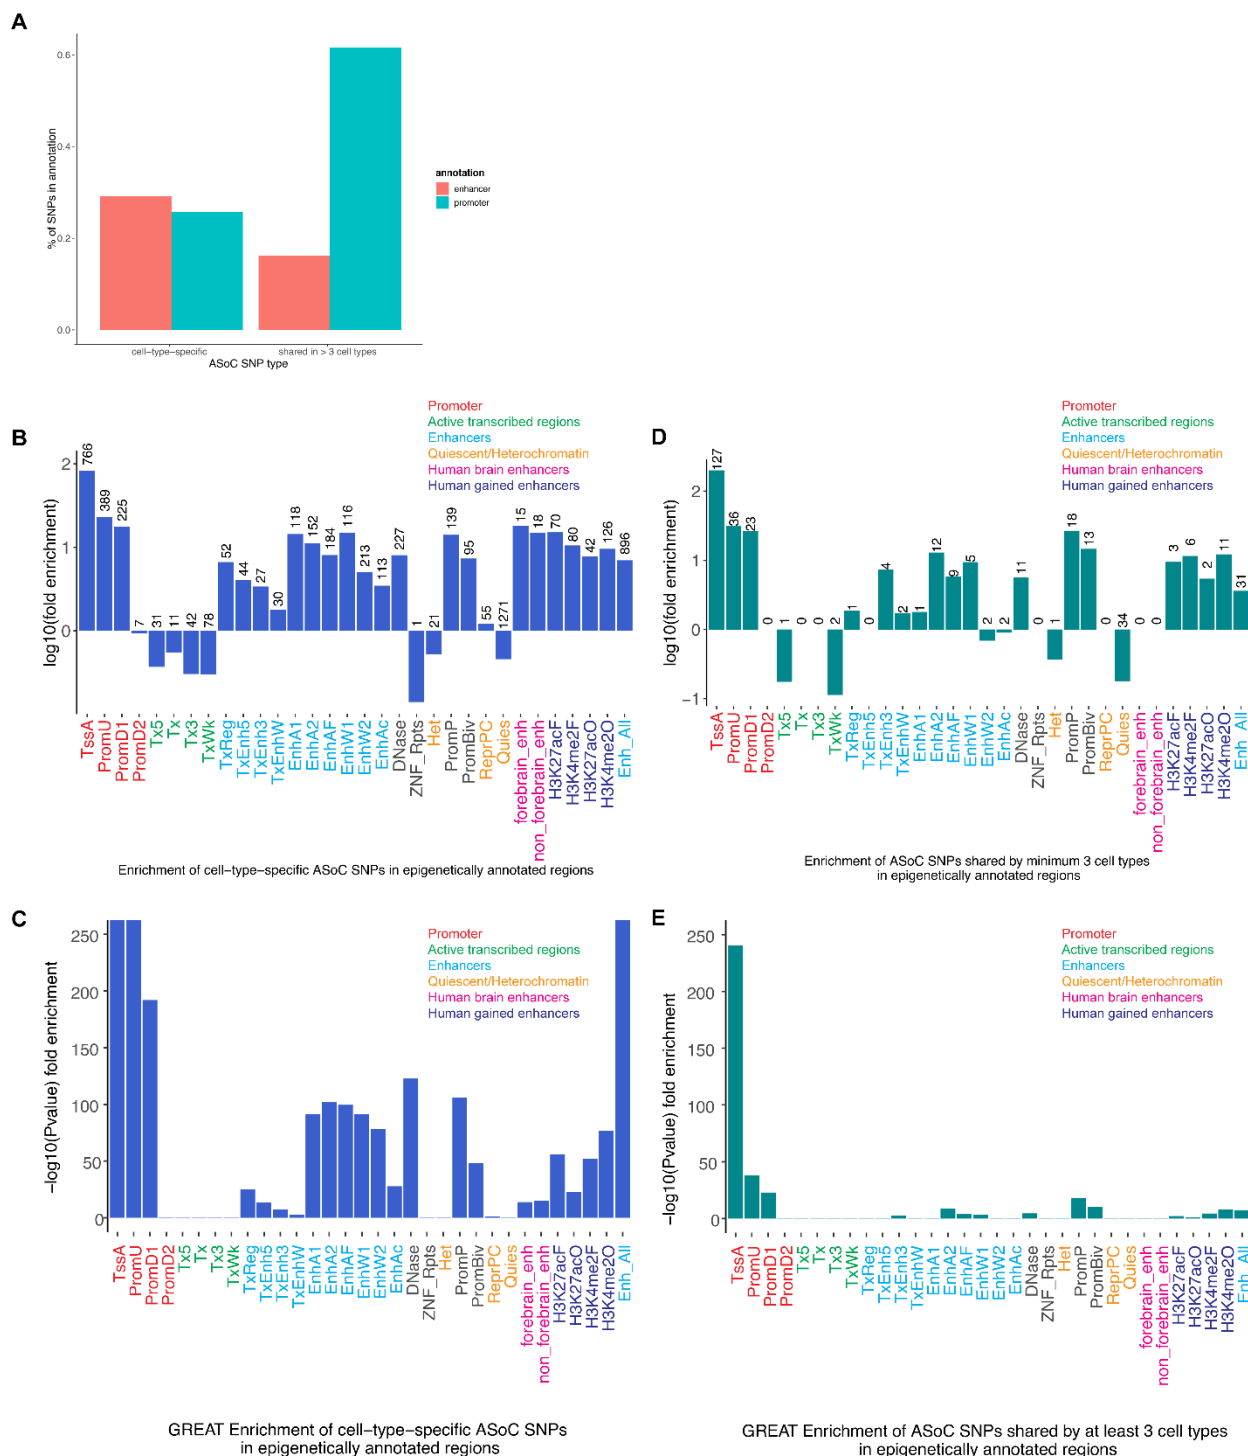 A
0.6
0.4
0.2
0.0
% of SNPs in annotation
cell-type-specific
shared in > 3 cell types
ASoC SNP type
annotation
enhancer
promoter
B
Promoter
Active transcribed regions
Enhancers
Quiescent/Heterochromatin
Human brain enhancers
Human gained enhancers
log10(fold enrichment)
2
1
0
766
389
225
7
31
11
42
78
52
44
27
30
118
152
184
116
213
113
227
1
21
139
95
55
1271
15
18
70
80
42
126
896
TssA
PromU
PromD1
PromD2
Tx5
Tx
Tx3
TxWk
TxReg
TxEnh5
TxEnh3
TxEnhW
EnhA1
EnhA2
EnhAF
EnhW1
EnhW2
EnhAc
DNase
ZNF_Rpts
Het
PromP
PromBiv
ReprPC
Quies
forebrain_enh
non_forebrain_enh
H3K27acF
H3K4me2F
H3K27acO
H3K4me2O
Enh_All
Enrichment of cell-type-specific ASoC SNPs in epigenetically annotated regions
D
Promoter
Active transcribed regions
Enhancers
Quiescent/Heterochromatin
Human brain enhancers
Human gained enhancers
log10(fold enrichment)
2
1
0
-1
127
36
23
0
1
0
0
2
1
0
4
2
1
12
9
5
2
2
11
0
1
18
13
0
34
0
0
3
6
2
11
31
TssA
PromU
PromD1
PromD2
Tx5
Tx
Tx3
TxWk
TxReg
TxEnh5
TxEnh3
TxEnhW
EnhA1
EnhA2
EnhAF
EnhW1
EnhW2
EnhAc
DNase
ZNF_Rpts
Het
PromP
PromBiv
ReprPC
Quies
forebrain_enh
non_forebrain_enh
H3K27acF
H3K4me2F
H3K27acO
H3K4me2O
Enh_All
Enrichment of ASoC SNPs shared by minimum 3 cell types
in epigenetically annotated regions
C
Promoter
Active transcribed regions
Enhancers
Quiescent/Heterochromatin
Human brain enhancers
Human gained enhancers
-log10(Pvalue) fold enrichment
250
200
150
100
50
0
TssA
PromU
PromD1
PromD2
Tx5
Tx
Tx3
TxWk
TxReg
TxEnh5
TxEnh3
TxEnhW
EnhA1
EnhA2
EnhAF
EnhW1
EnhW2
EnhAc
DNase
ZNF_Rpts
Het
PromP
PromBiv
ReprPC
Quies
forebrain_enh
non_forebrain_enh
H3K27acF
H3K27acO
H3K4me2F
H3K4me2O
Enh_All
GREAT Enrichment of cell-type-specific ASoC SNPs
in epigenetically annotated regions
E
Promoter
Active transcribed regions
Enhancers
Quiescent/Heterochromatin
Human brain enhancers
Human gained enhancers
-log10(Pvalue) fold enrichment
250
200
150
100
50
0
TssA
PromU
PromD1
PromD2
Tx5
Tx
Tx3
TxWk
TxReg
TxEnh5
TxEnh3
TxEnhW
EnhA1
EnhA2
EnhAF
EnhW1
EnhW2
EnhAc
DNase
ZNF_Rpts
Het
PromP
PromBiv
ReprPC
Quies
forebrain_enh
non_forebrain_enh
H3K27acF
H3K27acO
H3K4me2F
H3K4me2O
Enh_All
GREAT Enrichment of ASoC SNPs shared by at least 3 cell types
in epigenetically annotated regions